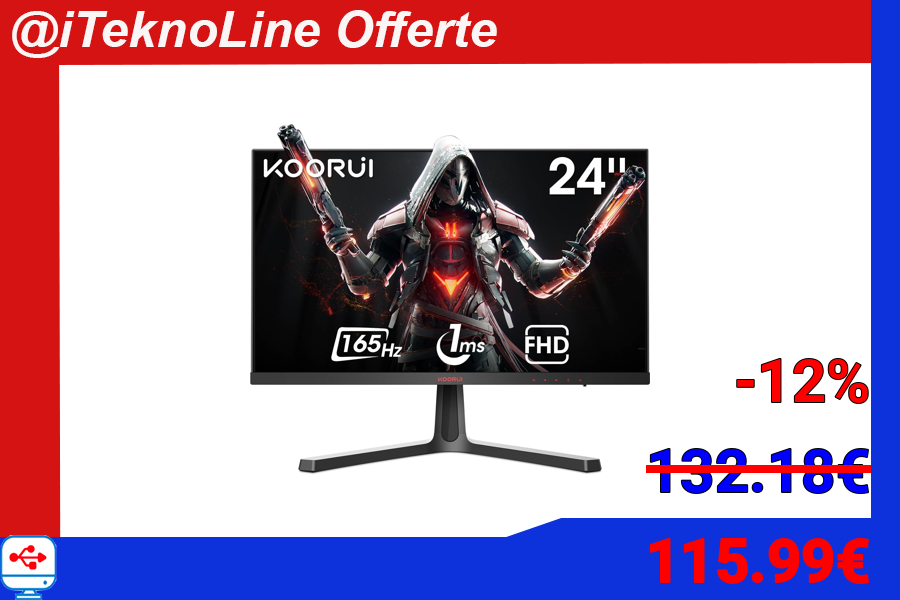 @iTeknoLine Offerte
KOORUI
24"
165Hz
1ms
FHD
KOORUI
-12%
132.18€
115.99€